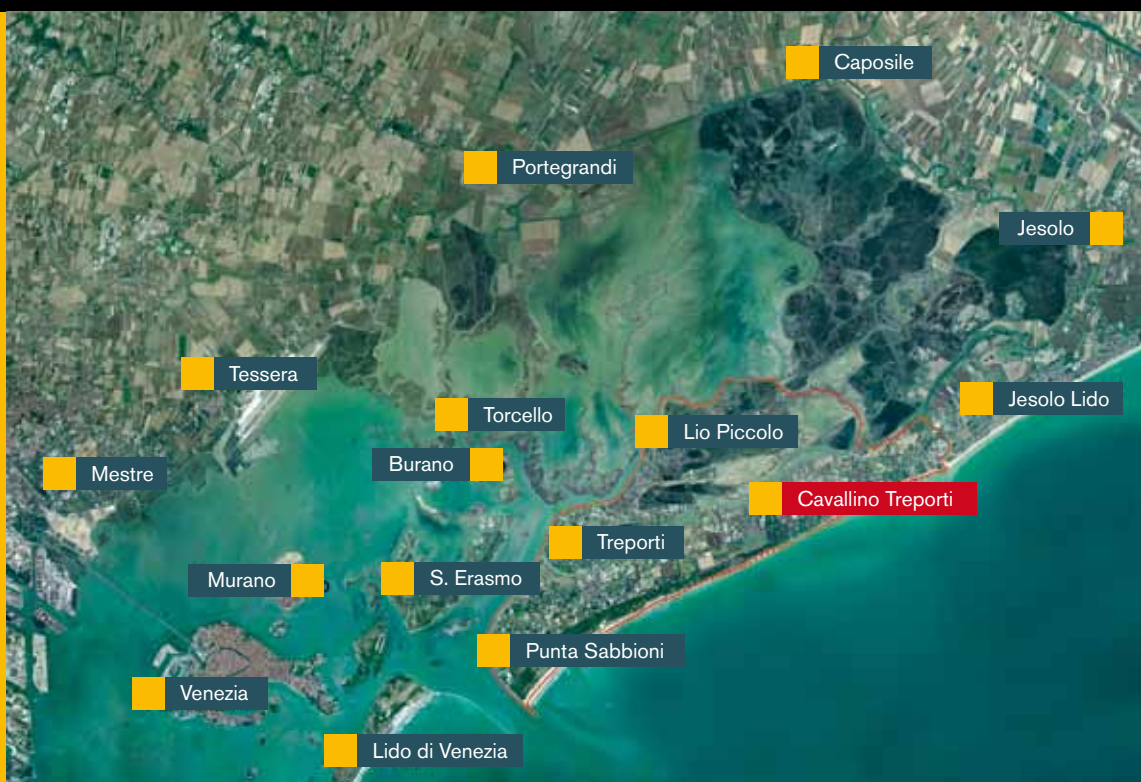 Caposile
Portegrandi
Jesolo
Tessera
Jesolo Lido
Torcello
Lio Piccolo
Burano
Mestre
Cavallino Treporti
Treporti
Murano
S. Erasmo
Punta Sabbioni
Venezia
Lido di Venezia